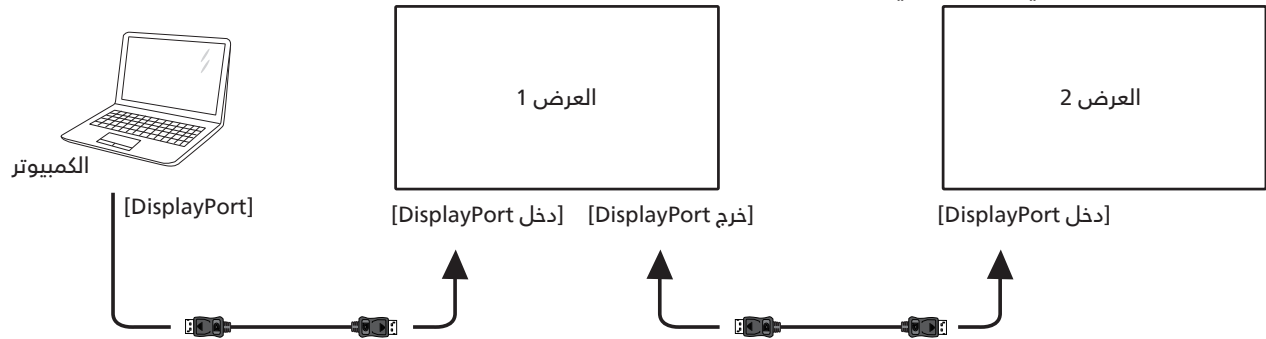 العرض 1
العرض 2
الكمبيوتر
[DisplayPort]
[دخل DisplayPort]
[خرج DisplayPort]
[دخل DisplayPort]